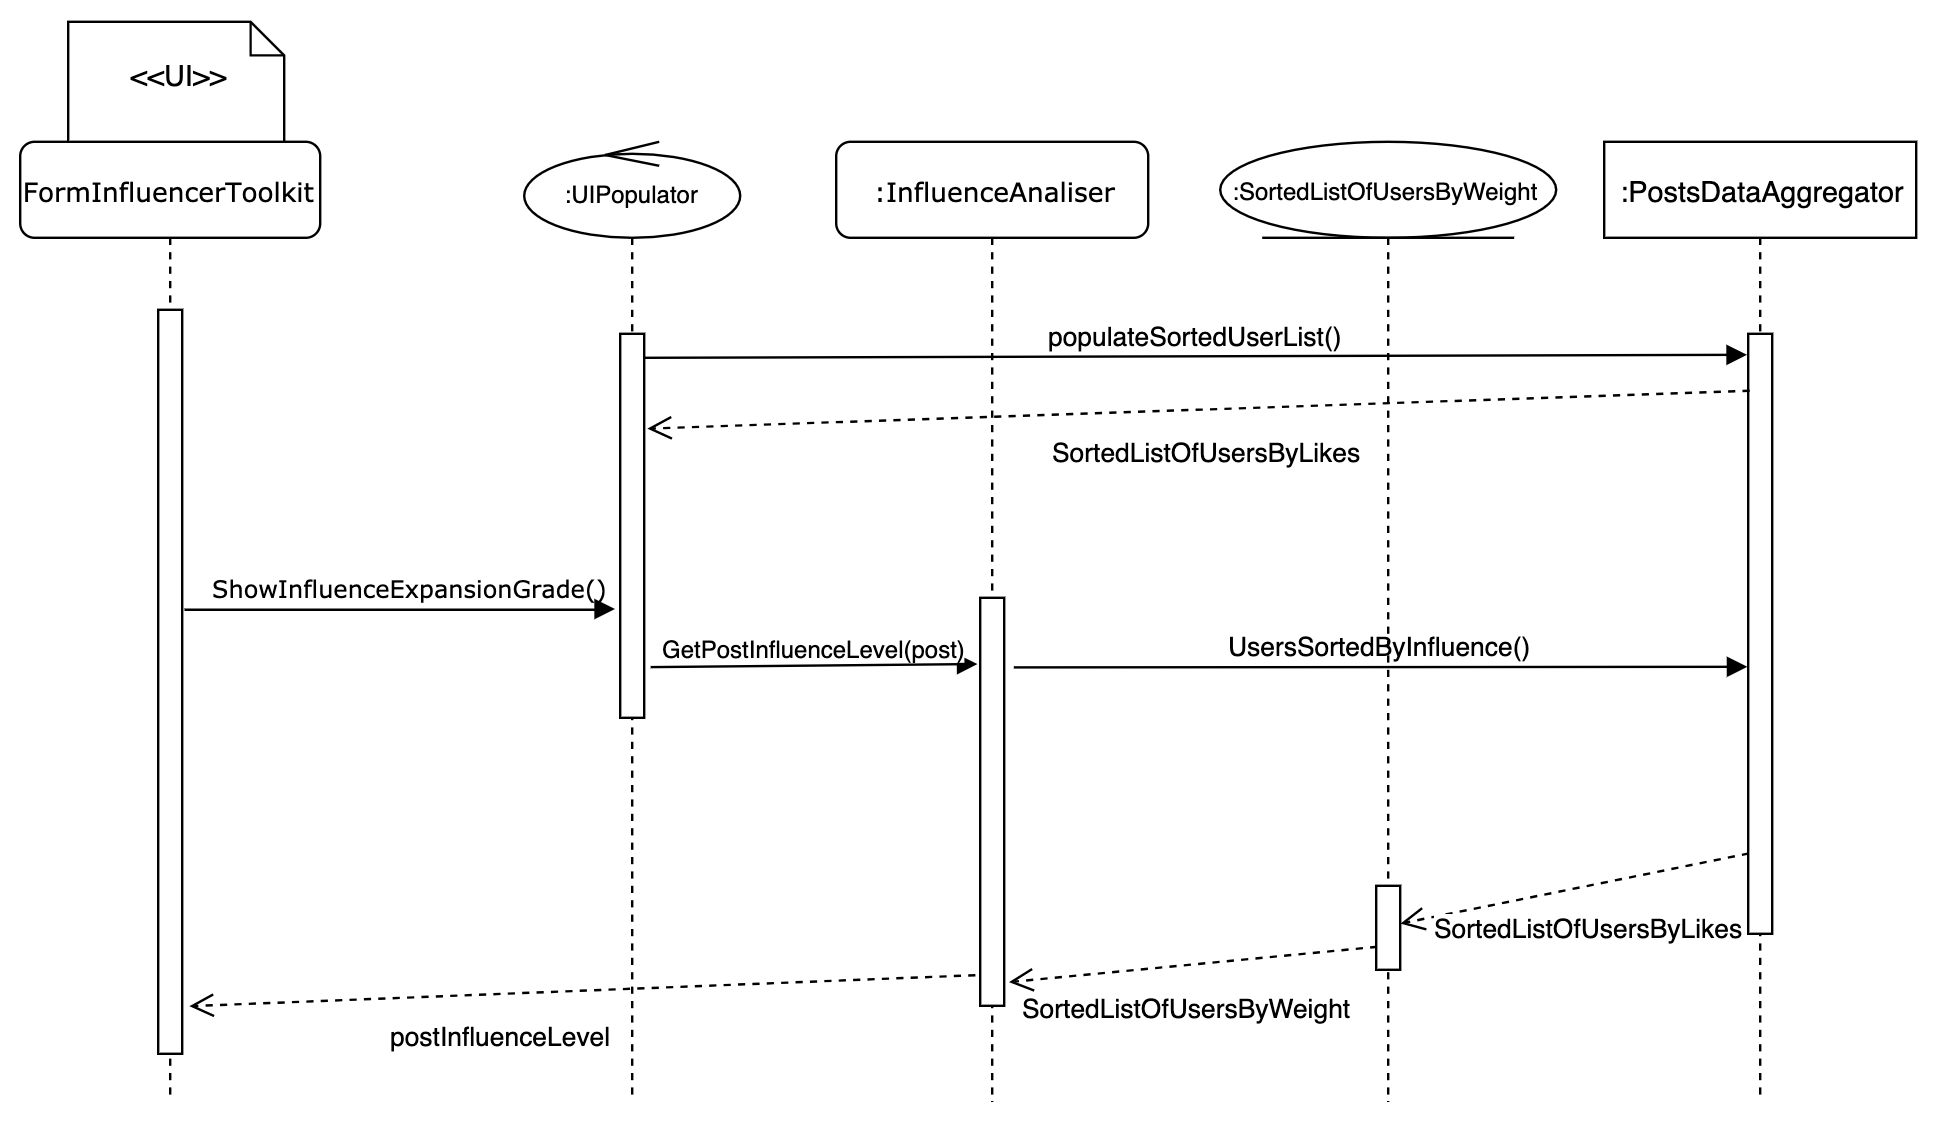 <<UI>>
FormInfluencerToolkit
:UIPopulator
:InfluenceAnaliser
:SortedListOfUsersByWeight
:PostsDataAggregator
populateSortedUserList()
SortedListOfUsersByLikes
ShowInfluenceExpansionGrade()
GetPostInfluenceLevel(post)
UsersSortedByInfluence()
SortedListOfUsersByLikes
SortedListOfUsersByWeight
postInfluenceLevel